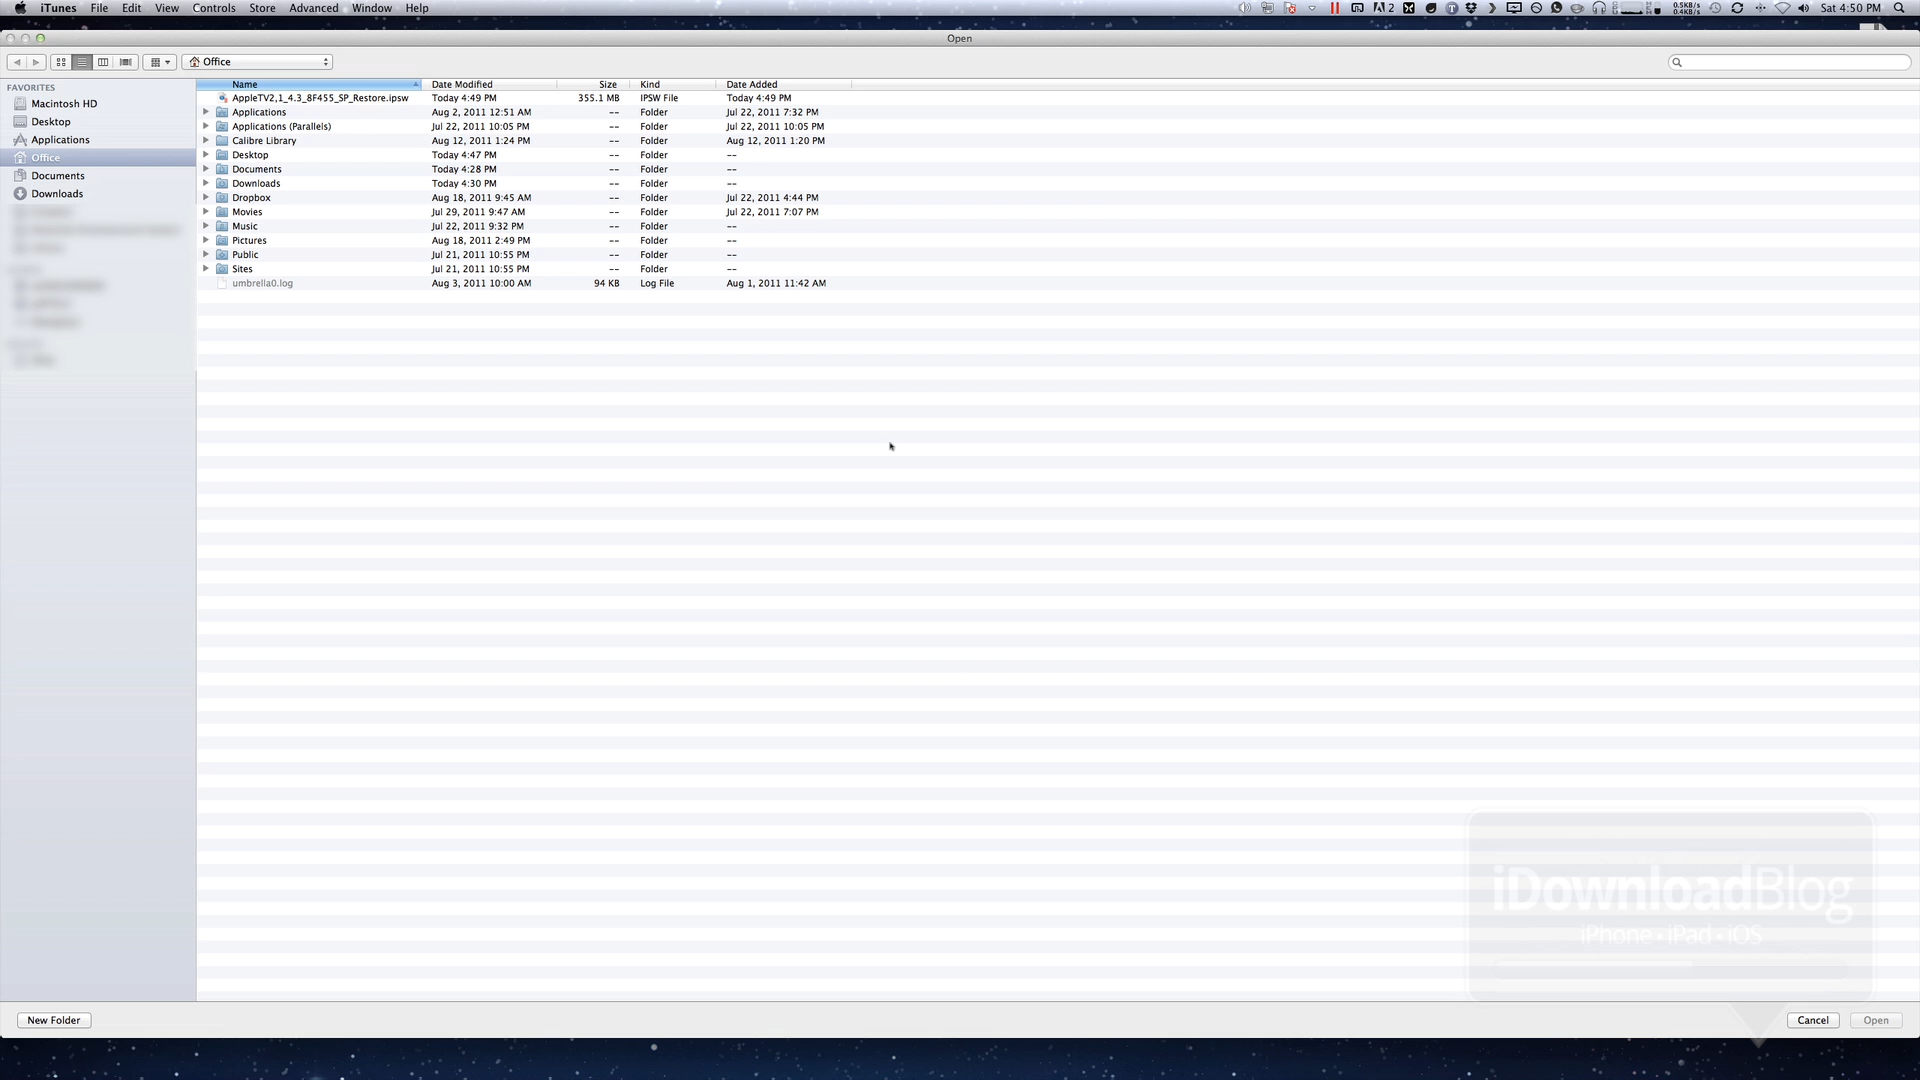 iTunes File Edit View Controls Store Advanced Window Help 2 0.5KB/s 0.4KB/s Sat 4:50 PM
Open
Office
FAVORITES
Macintosh HD
Desktop
Applications
Office
Documents
Downloads
Name Date Modified Size Kind Date Added
AppleTV2,1_4.3_8F455_SP_Restore.ipsw Today 4:49 PM 355.1 MB IPSW File Today 4:49 PM
Applications Aug 2, 2011 12:51 AM -- Folder Jul 22, 2011 7:32 PM
Applications (Parallels) Jul 22, 2011 10:05 PM -- Folder Jul 22, 2011 10:05 PM
Calibre Library Aug 12, 2011 1:24 PM -- Folder Aug 12, 2011 1:20 PM
Desktop Today 4:47 PM -- Folder --
Documents Today 4:28 PM -- Folder --
Downloads Today 4:30 PM -- Folder --
Dropbox Aug 18, 2011 9:45 AM -- Folder Jul 22, 2011 4:44 PM
Movies Jul 29, 2011 9:47 AM -- Folder Jul 22, 2011 7:07 PM
Music Jul 22, 2011 9:32 PM -- Folder --
Pictures Aug 18, 2011 2:49 PM -- Folder --
Public Jul 21, 2011 10:55 PM -- Folder --
Sites Jul 21, 2011 10:55 PM -- Folder --
umbrella0.log Aug 3, 2011 10:00 AM 94 KB Log File Aug 1, 2011 11:42 AM
iDownloadBlog
iPhone • iPad • iOS
New Folder Cancel Open